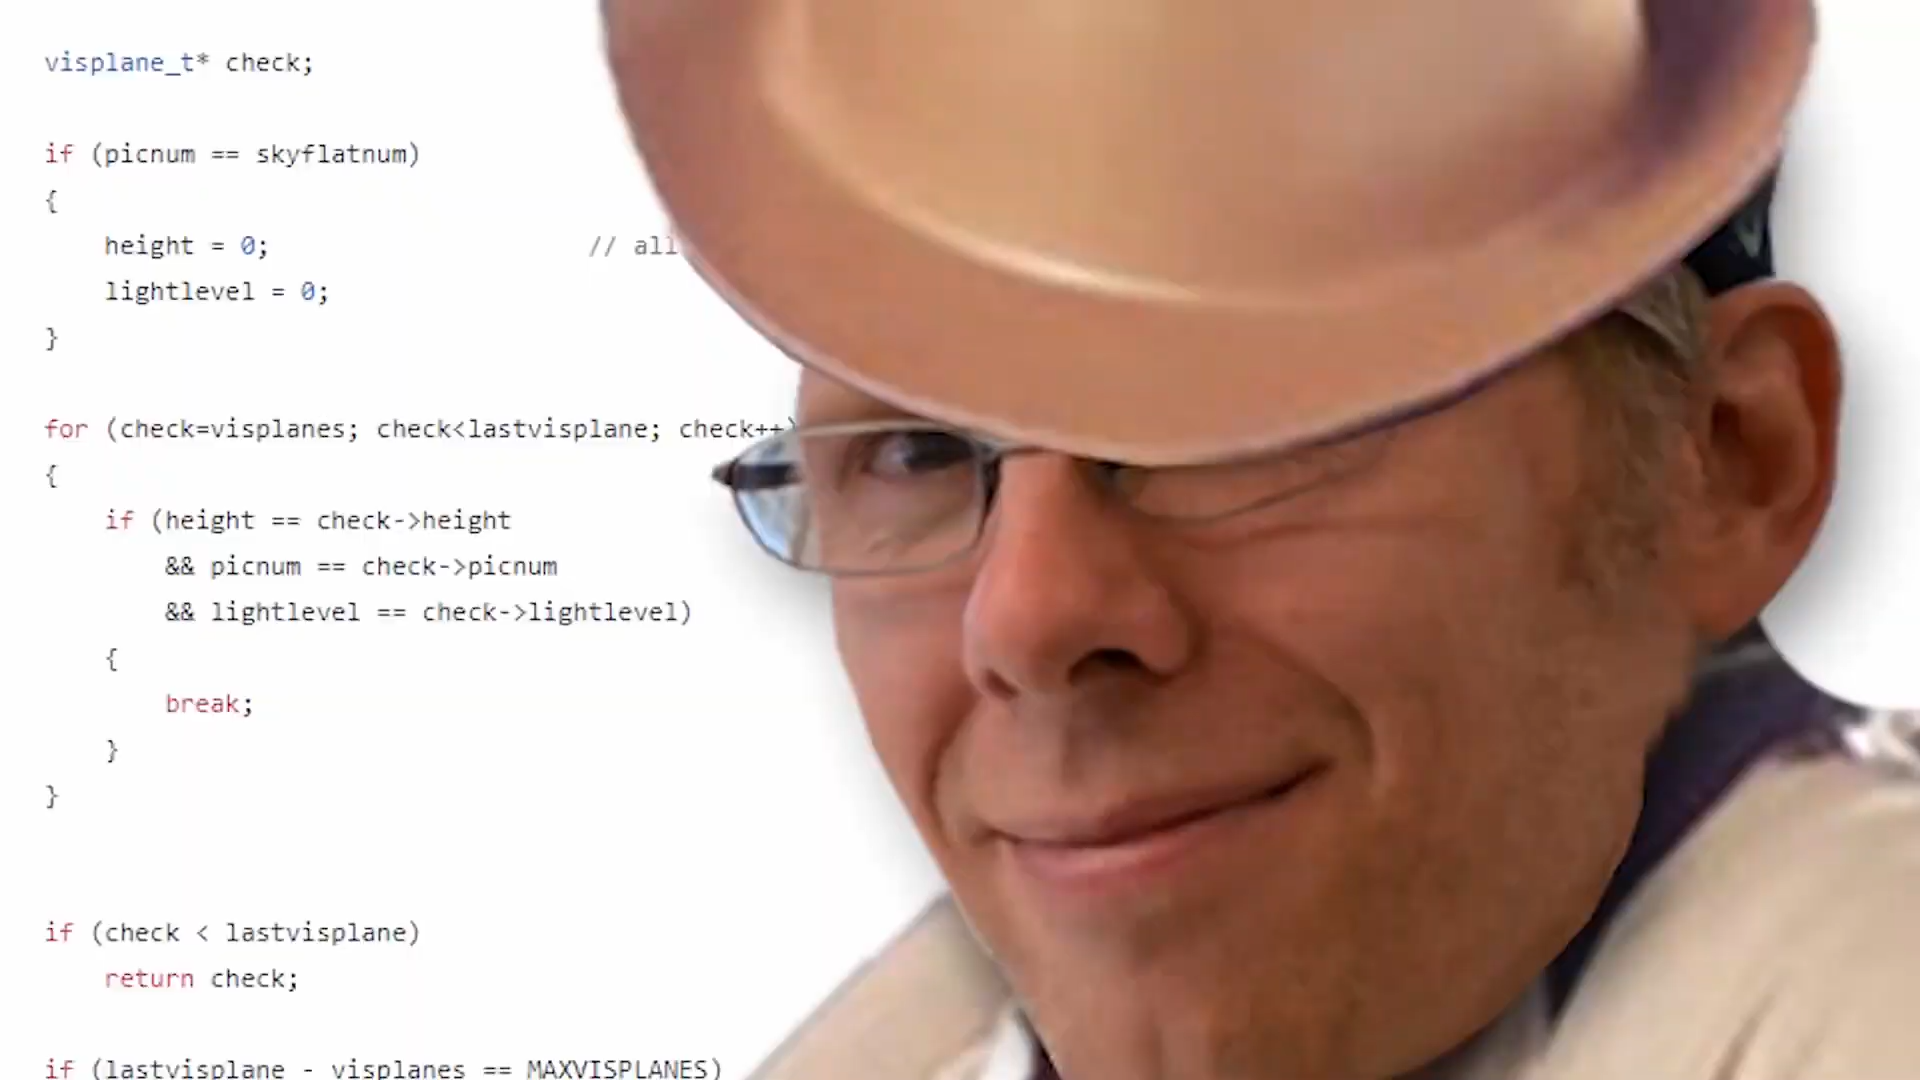 visplane_t* check;
if (picnum == skyflatnum)
{
height = 0; // all
lightlevel = 0;
}
for (check=visplanes; check<lastvisplane; check++)
{
if (height == check->height
&& picnum == check->picnum
&& lightlevel == check->lightlevel)
{
break;
}
}
if (check < lastvisplane)
return check;
if (lastvisplane - visplanes == MAXVISPLANES)